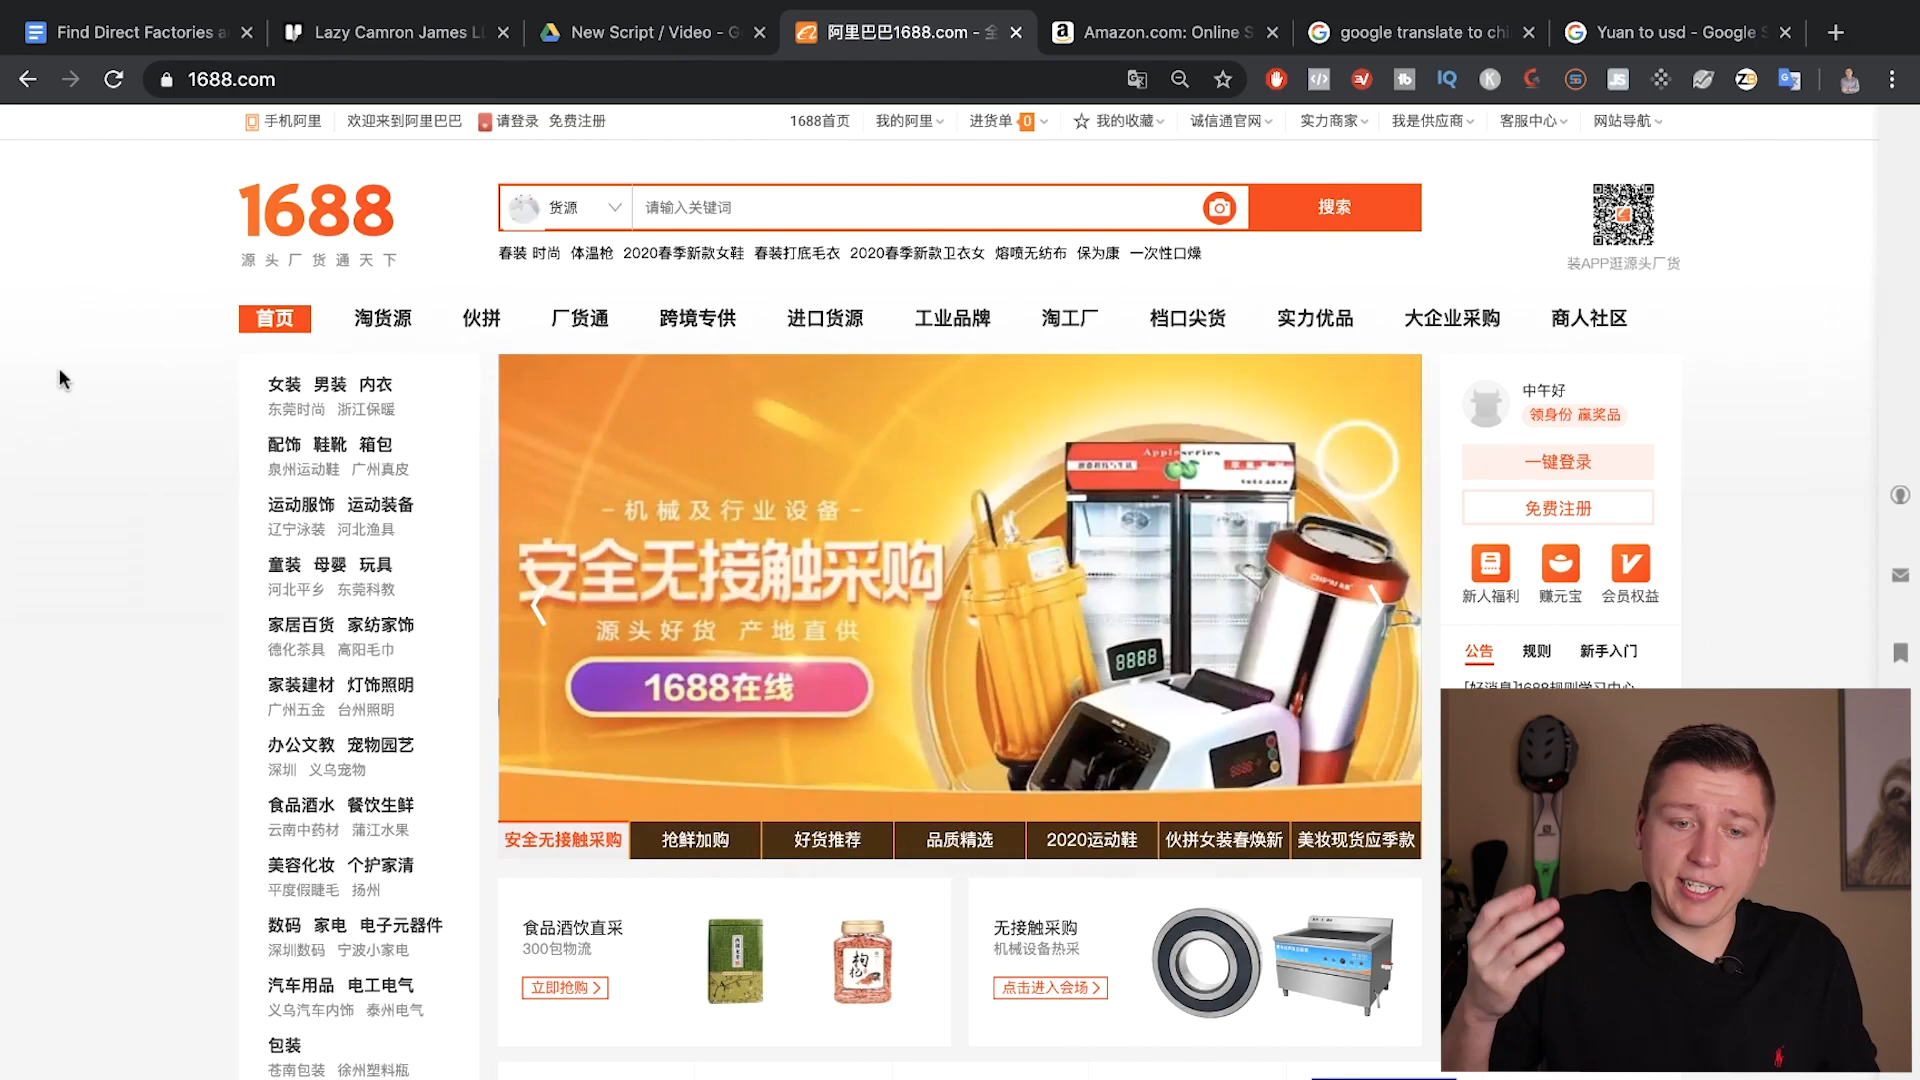 Find Direct Factories a
Lazy Camron James LL
New Script / Video - G
阿里巴巴1688.com - 全
Amazon.com: Online S
google translate to chi
Yuan to usd - Google S
1688.com
手机阿里 欢迎来到阿里巴巴 请登录 免费注册 1688首页 我的阿里 进货单 0 我的收藏 诚信通官网 实力商家 我是供应商 客服中心 网站导航
1688
源头厂货通天下
货源 请输入关键词 搜索
春装 时尚 体温枪 2020春季新款女鞋 春装打底毛衣 2020春季新款卫衣女 熔喷无纺布 保为康 一次性口燥
装APP逛源头厂货
首页 淘货源 伙拼 厂货通 跨境专供 进口货源 工业品牌 淘工厂 档口尖货 实力优品 大企业采购 商人社区
女装 男装 内衣
东莞时尚 浙江保暖
配饰 鞋靴 箱包
泉州运动鞋 广州真皮
运动服饰 运动装备
辽宁泳装 河北渔具
童装 母婴 玩具
河北平乡 东莞科教
家居百货 家纺家饰
德化茶具 高阳毛巾
家装建材 灯饰照明
广州五金 台州照明
办公文教 宠物园艺
深圳 义乌宠物
食品酒水 餐饮生鲜
云南中药材 蒲江水果
美容化妆 个护家清
平度假睫毛 扬州
数码 家电 电子元器件
深圳数码 宁波小家电
汽车用品 电工电气
义乌汽车内饰 泰州电气
包装
苍南包装 徐州塑料瓶
-机械及行业设备-
安全无接触采购
源头好货 产地直供
1688在线
Appleseries
8888
安全无接触采购 抢鲜加购 好货推荐 品质精选 2020运动鞋 伙拼女装春焕新 美妆现货应季款
食品酒饮直采
300包物流
立即抢购
枸杞
无接触采购
机械设备热采
点击进入会场
中午好
领身份 赢奖品
一键登录
免费注册
新人福利 赚元宝 会员权益
公告 规则 新手入门
[好消息]1688规则学习中心